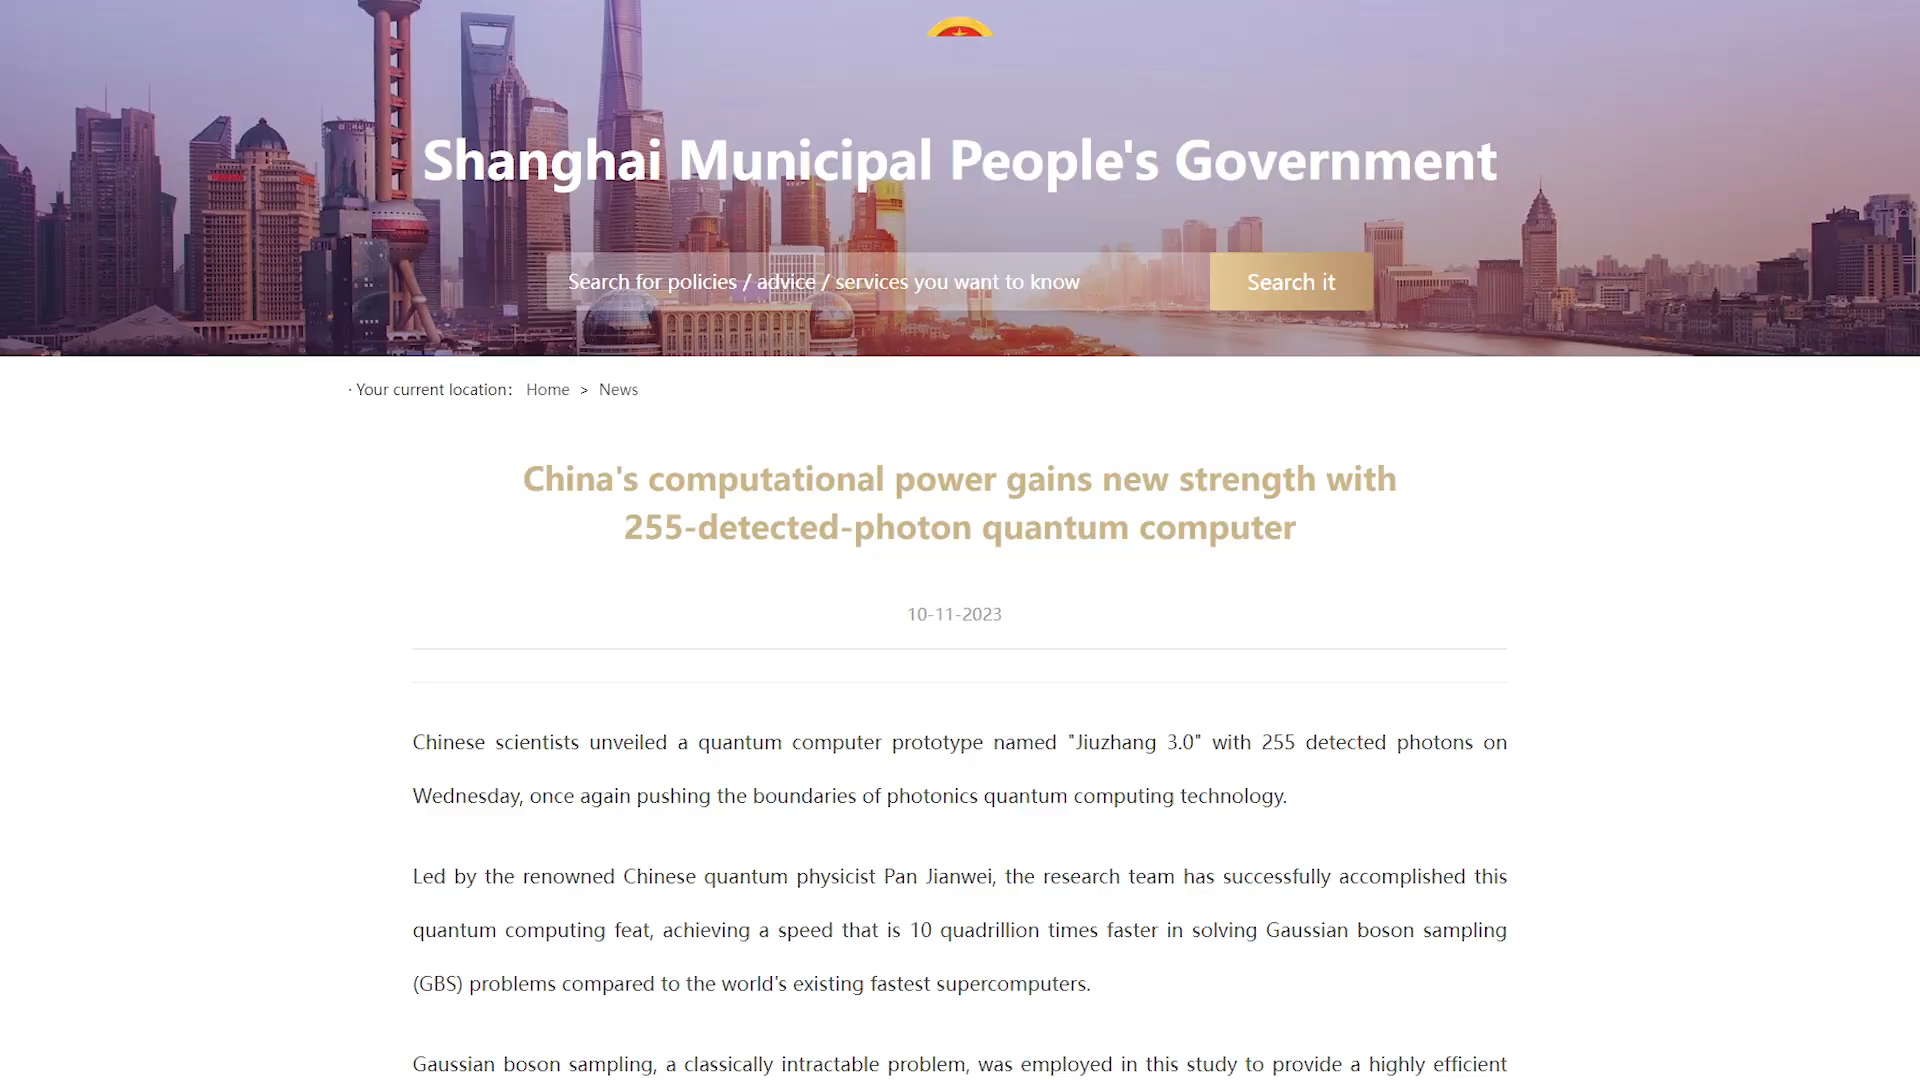 Shanghai Municipal People's Government
Search for policies / advice / services you want to know
Search it
· Your current location: Home > News
China's computational power gains new strength with
255-detected-photon quantum computer
10-11-2023
Chinese scientists unveiled a quantum computer prototype named "Jiuzhang 3.0" with 255 detected photons on
Wednesday, once again pushing the boundaries of photonics quantum computing technology.
Led by the renowned Chinese quantum physicist Pan Jianwei, the research team has successfully accomplished this
quantum computing feat, achieving a speed that is 10 quadrillion times faster in solving Gaussian boson sampling
(GBS) problems compared to the world's existing fastest supercomputers.
Gaussian boson sampling, a classically intractable problem, was employed in this study to provide a highly efficient